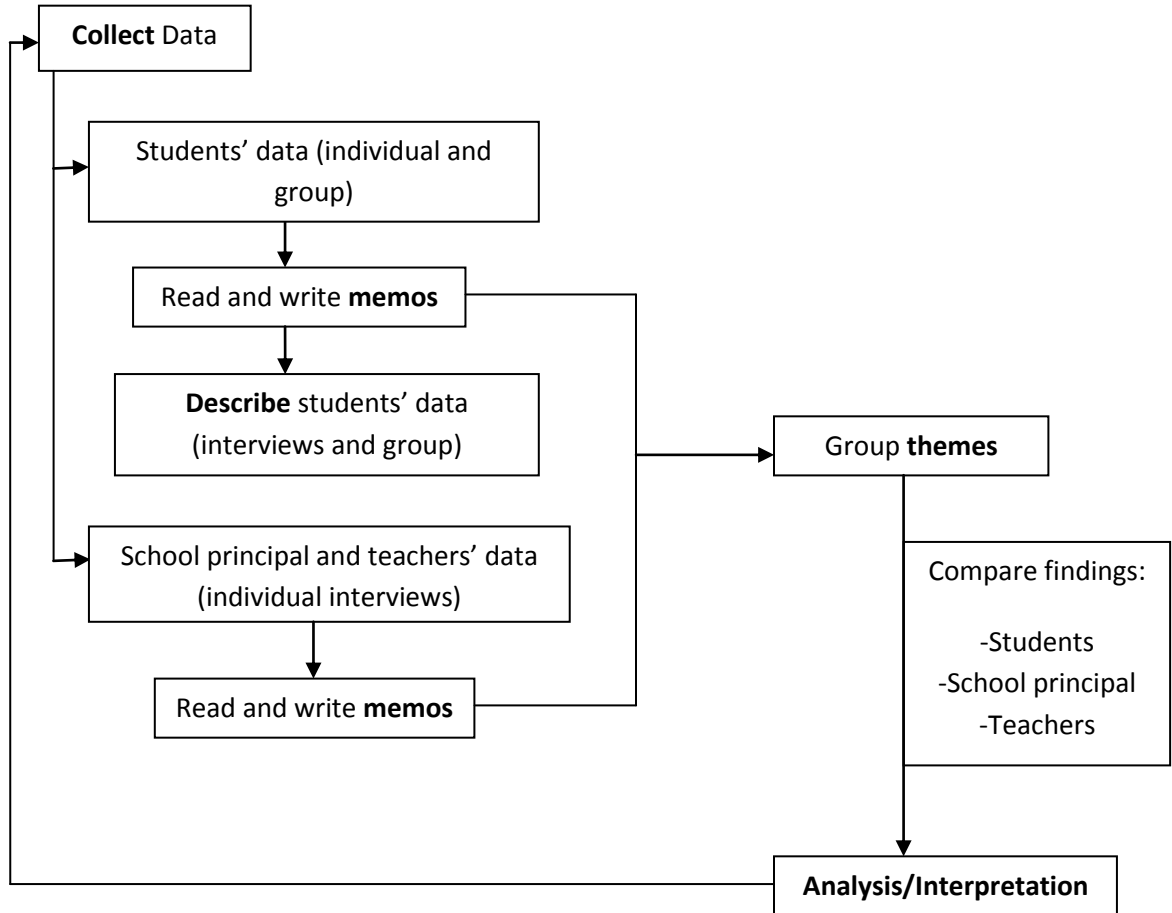 Collect Data
Students’ data (individual and
group)
Read and write memos
Describe students’ data
(interviews and group)
School principal and teachers’ data
(individual interviews)
Read and write memos
Group themes
Compare findings:
-Students
-School principal
-Teachers
Analysis/Interpretation